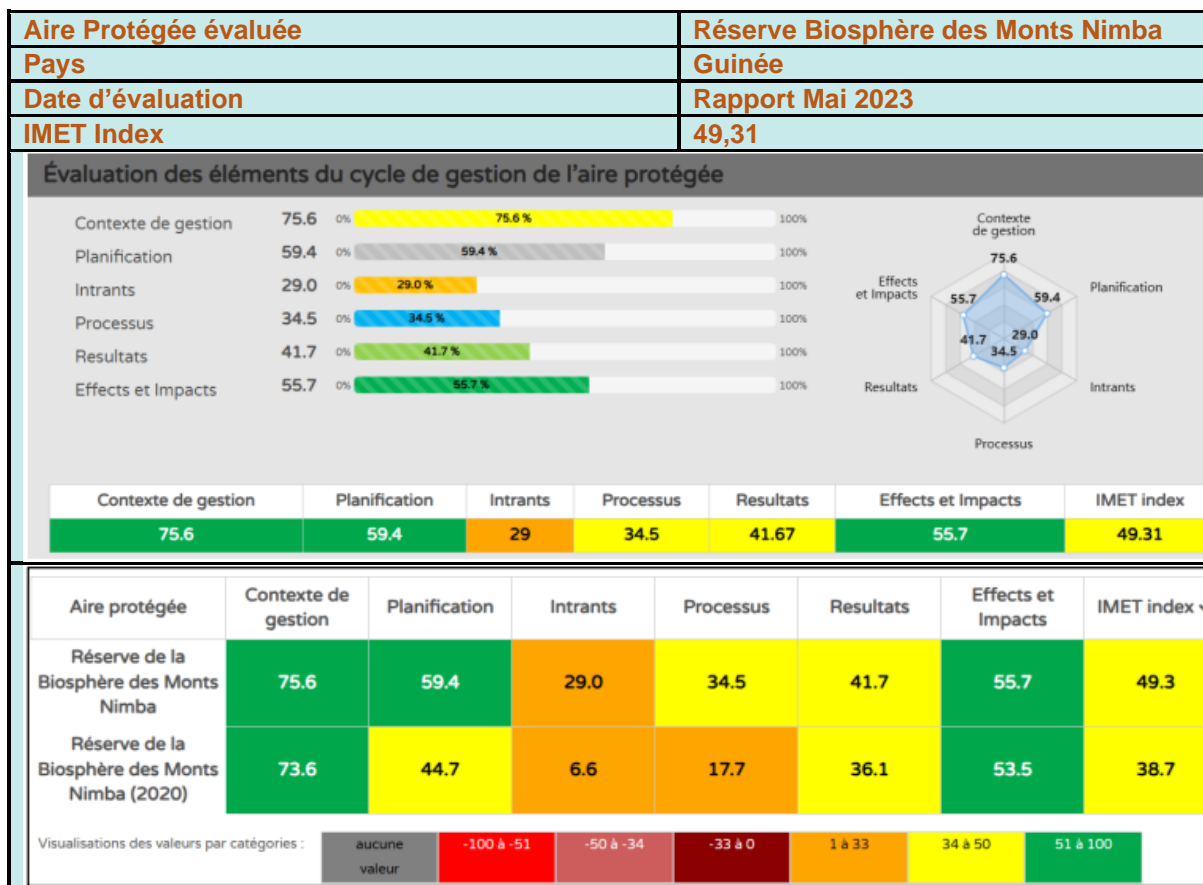 Aire Protégée évaluée Réserve Biosphère des Monts Nimba
Pays Guinée
Date d’évaluation Rapport Mai 2023
IMET Index 49,31
Évaluation des éléments du cycle de gestion de l'aire protégée
Contexte de gestion 75.6 0% 75.6 % 100%
Planification 59.4 0% 59.4 % 100%
Intrants 29.0 0% 29.0 % 100%
Processus 34.5 0% 34.5 % 100%
Resultats 41.7 0% 41.7 % 100%
Effects et Impacts 55.7 0% 55.7 % 100%
Contexte
de gestion
75.6
Effects
et Impacts
55.7
59.4
Planification
41.7
29.0
34.5
Resultats
Intrants
Processus
Contexte de gestion Planification Intrants Processus Resultats Effects et Impacts IMET index
75.6 59.4 29 34.5 41.67 55.7 49.31
Aire protégée Contexte de gestion Planification Intrants Processus Resultats Effects et Impacts IMET index
Réserve de la
Biosphère des Monts
Nimba
75.6 59.4 29.0 34.5 41.7 55.7 49.3
Réserve de la
Biosphère des Monts
Nimba (2020)
73.6 44.7 6.6 17.7 36.1 53.5 38.7
Visualisations des valeurs par catégories : aucune valeur -100 à -51 -50 à -34 -33 à 0 1 à 33 34 à 50 51 à 100